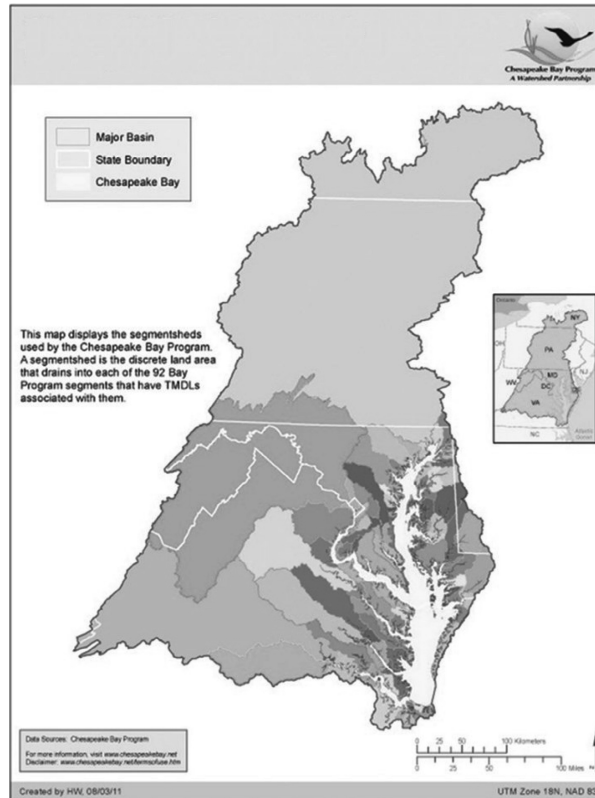 Chesapeake Bay Program
A Watershed Partnership
Major Basin
State Boundary
Chesapeake Bay
This map displays the segmentsheds
used by the Chesapeake Bay Program.
A segmentshed is the discrete land area
that drains into each of the 92 Bay
Program segments that have TMDLs
associated with them.
Ontario
NY
PA
OH
NJ
MD
WV
DC
DE
VA
NC
Atlantic
Ocean
Data Sources: Chesapeake Bay Program
For more information, visit www.chesapeakebay.net
Disclaimer: www.chesapeakebay.net/termsofuse.htm
0 25 50 100 Kilometers
0 25 50 100 Miles
N
Created by HW, 08/03/11
UTM Zone 18N, NAD 83